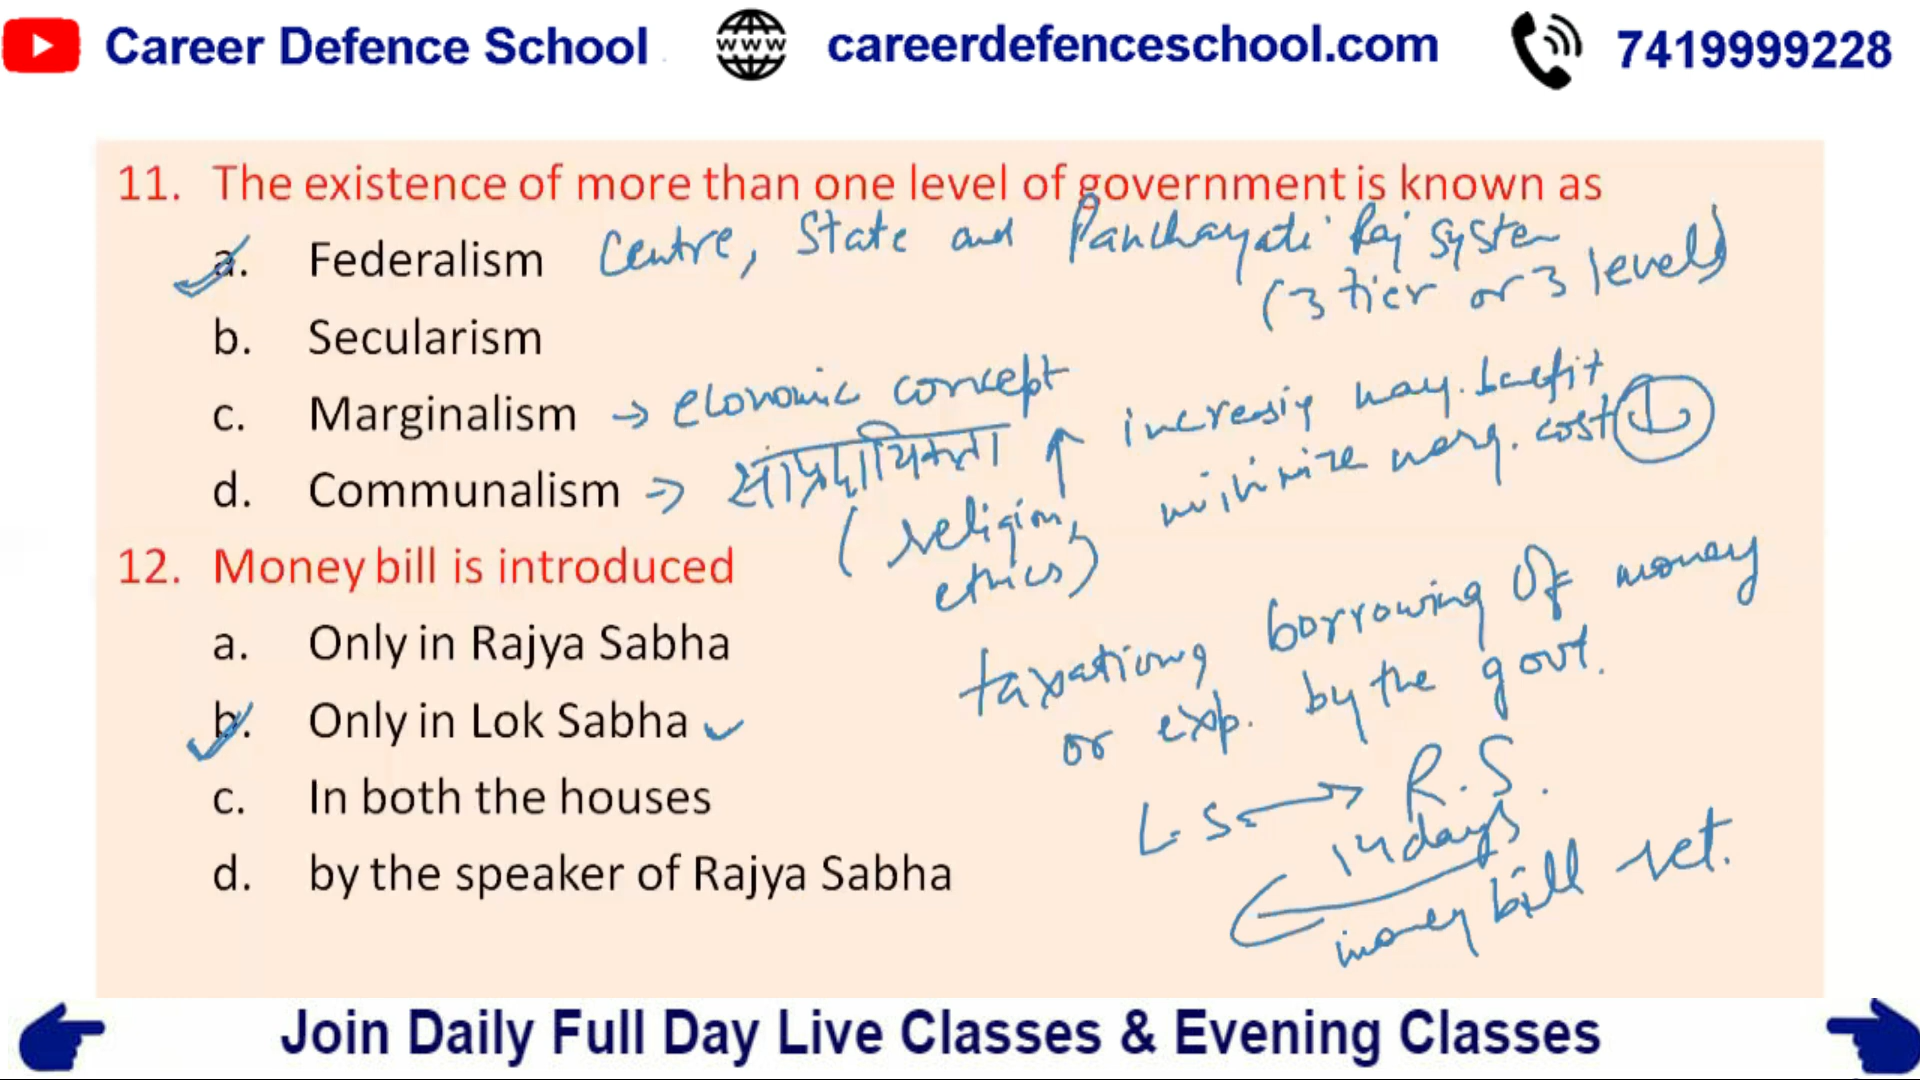 Career Defence School
WWW
careerdefenceschool.com
7419999228
11. The existence of more than one level of government is known as
a. Federalism Centre, State and Panchayati Raj System
(3 tier or 3 levels)
b. Secularism
c. Marginalism → economic concept
increasing marg. benefit
minimize marg. cost
d. Communalism → सांप्रदायिकता
(religion,
ethics)
12. Money bill is introduced
a. Only in Rajya Sabha
taxation, borrowing of money
or exp. by the govt.
b. Only in Lok Sabha
c. In both the houses
L.S. → R.S.
14 days
d. by the speaker of Rajya Sabha
money bill ret.
Join Daily Full Day Live Classes & Evening Classes